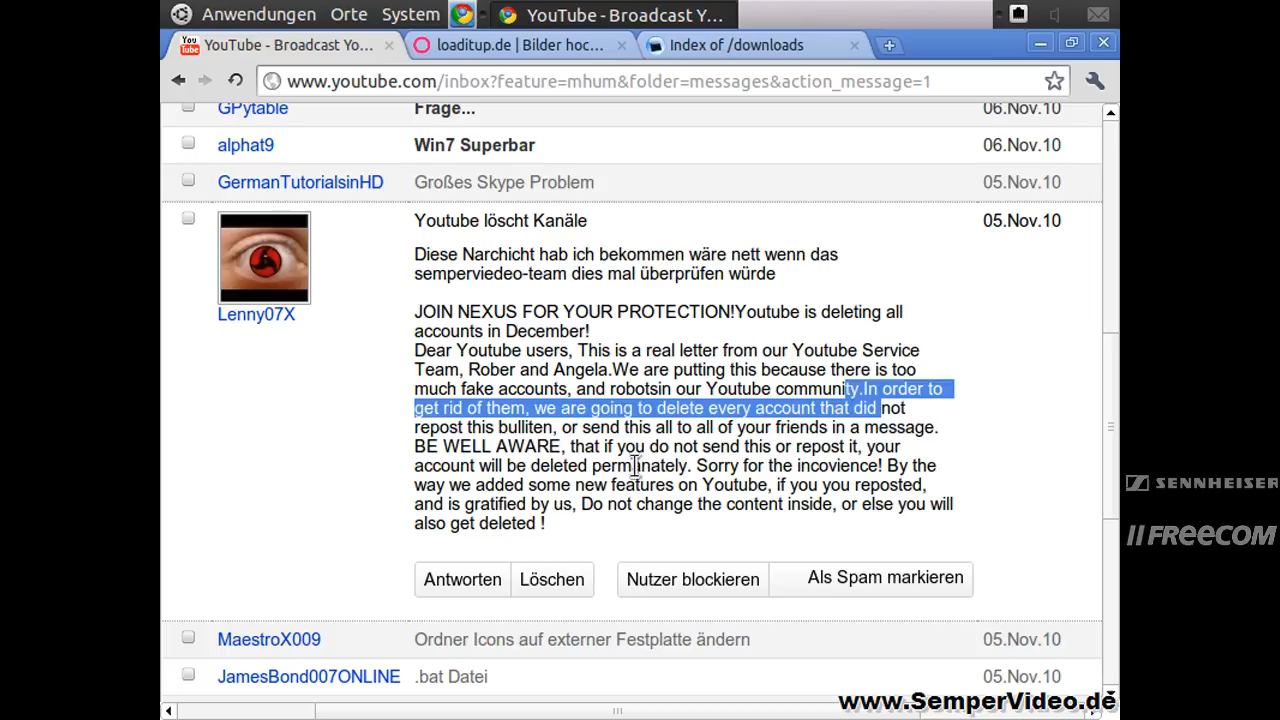 Anwendungen Orte System YouTube - Broadcast Y...
You Tube YouTube - Broadcast Yo... loaditup.de | Bilder hoc... Index of /downloads
www.youtube.com/inbox?feature=mhum&folder=messages&action_message=1
GPytable Frage... 06.Nov.10
alphat9 Win7 Superbar 06.Nov.10
GermanTutorialsinHD Großes Skype Problem 05.Nov.10
Youtube löscht Kanäle 05.Nov.10
Diese Narchicht hab ich bekommen wäre nett wenn das
sempervieded-team dies mal überprüfen würde
Lenny07X
JOIN NEXUS FOR YOUR PROTECTION!Youtube is deleting all
accounts in December!
Dear Youtube users, This is a real letter from our Youtube Service
Team, Rober and Angela.We are putting this because there is too
much fake accounts, and robotsin our Youtube community.In order to
get rid of them, we are going to delete every account that did not
repost this bulliten, or send this all to all of your friends in a message.
BE WELL AWARE, that if you do not send this or repost it, your
account will be deleted perminately. Sorry for the incovience! By the
way we added some new features on Youtube, if you you reposted,
and is gratified by us, Do not change the content inside, or else you will
also get deleted !
Antworten Löschen Nutzer blockieren Als Spam markieren
MaestroX009 Ordner Icons auf externer Festplatte ändern 05.Nov.10
JamesBond007ONLINE .bat Datei 05.Nov.10
www.SemperVideo.de
SENNHEISER
FREECOM